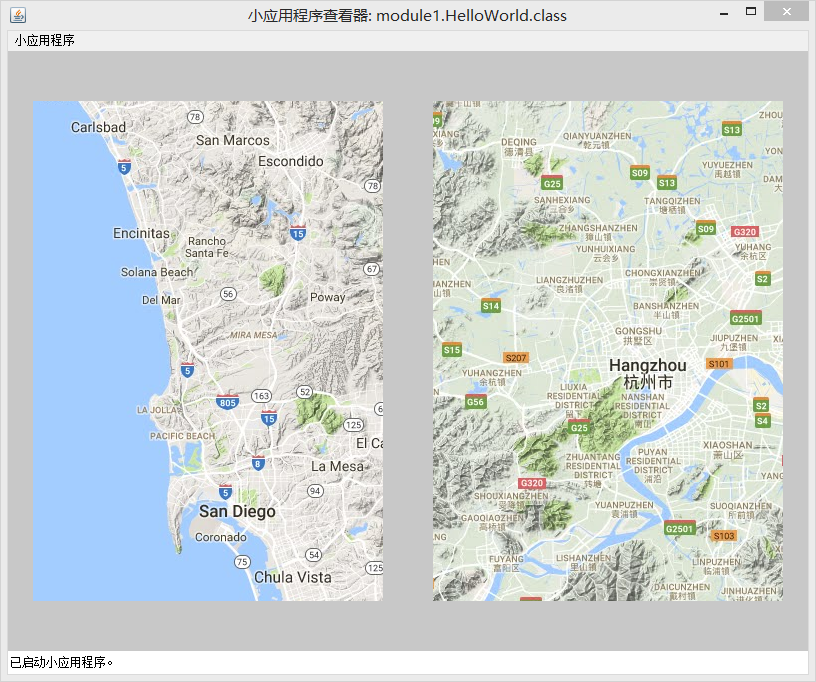 小应用程序查看器: module1.HelloWorld.class
小应用程序
Carlsbad
78
San Marcos
Escondido
5
78
15
Encinitas
Rancho
Santa Fe
Solana Beach
67
56
Del Mar
Poway
MIRA MESA
5
52
163
805
LA JOLLA
15
125
PACIFIC BEACH
El Ca
8
La Mesa
5
94
San Diego
Coronado
54
75
125
Chula Vista
ZHOU
S13
QIANYUANZHEN
乾元镇
DEQING
德清县
YUYUEZHEN
禹越镇
S09
G25
S13
SANHEXIANG
三合乡
TANGQIZHEN
塘栖镇
ZHANGSHANZHEN
獐山镇
S09
G320
YUNHUIXIANG
云会乡
YUHANG
余杭区
CHONGXIANZHEN
崇贤镇
S2
LIANGZHUZHEN
良渚镇
IANZHEN
山镇
BANSHANZHEN
半山镇
S14
G2501
GONGSHU
拱墅区
JIUPUZHEN
九堡镇
S15
S207
Hangzhou
杭州市
S101
YUHANGZHEN
余杭镇
LIUXIA
RESIDENTIAL
DISTRICT
NANSHAN
RESIDENTIAL
DISTRICT
G56
S2
S4
G25
XIAOSHAN
萧山区
ZHUANTANG
RESIDENTIAL
DISTRICT
转塘
PUYAN
RESIDENTIAL
DISTRICT
浦沿
G320
SHOUXIANGZHEN
受降镇
YUANPUZHEN
袁浦镇
SUOQIANZHEN
所前镇
GAOQIAOZHEN
高桥镇
G2501
S103
FUYANG
富阳区
LISHANZHEN
里山镇
LINPUZHEN
临浦镇
DAICUNZHEN
戴村镇
JINHUAZHEN
已启动小应用程序。